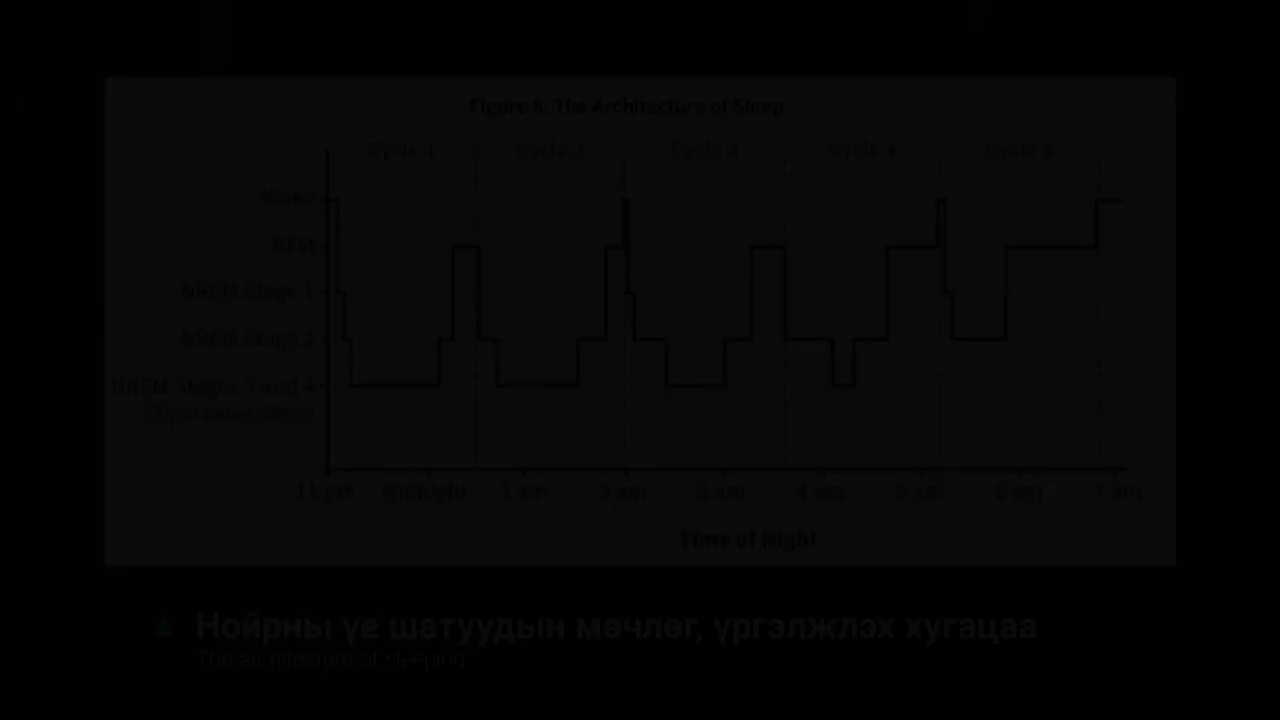 Figure 8. The Architecture of Sleep
Cycle 1 Cycle 2 Cycle 3 Cycle 4 Cycle 5
Wake
REM
NREM Stage 1
NREM Stage 2
NREM Stages 3 and 4
11 pm Midnight 1 am 2 am 3 am 4 am 5 am 6 am 7 am
Time of Night
Нойрны үе шатуудын мөчлөг, үргэлжлэх хугацаа
The architecture of sleeping